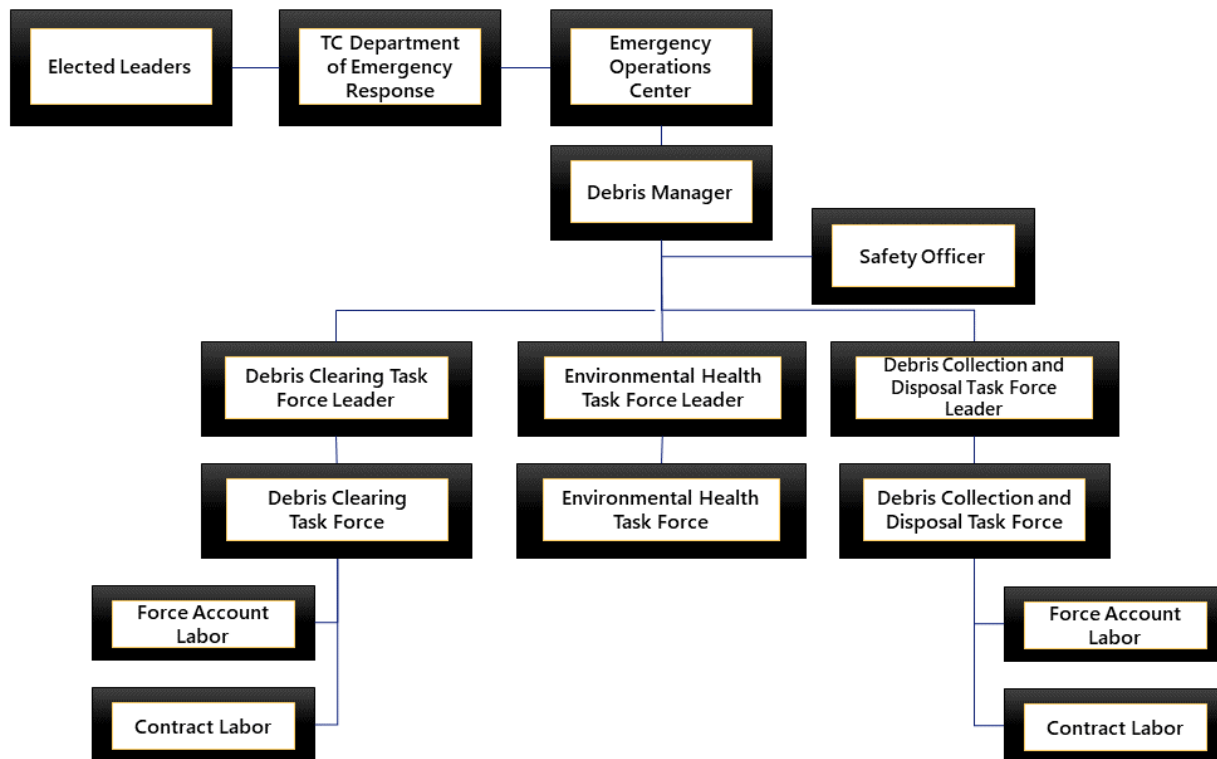 Elected Leaders
TC Department
of Emergency
Response
Emergency
Operations
Center
Debris Manager
Safety Officer
Debris Clearing Task
Force Leader
Environmental Health
Task Force Leader
Debris Collection and
Disposal Task Force
Leader
Debris Clearing
Task Force
Environmental Health
Task Force
Debris Collection and
Disposal Task Force
Force Account
Labor
Force Account
Labor
Contract Labor
Contract Labor